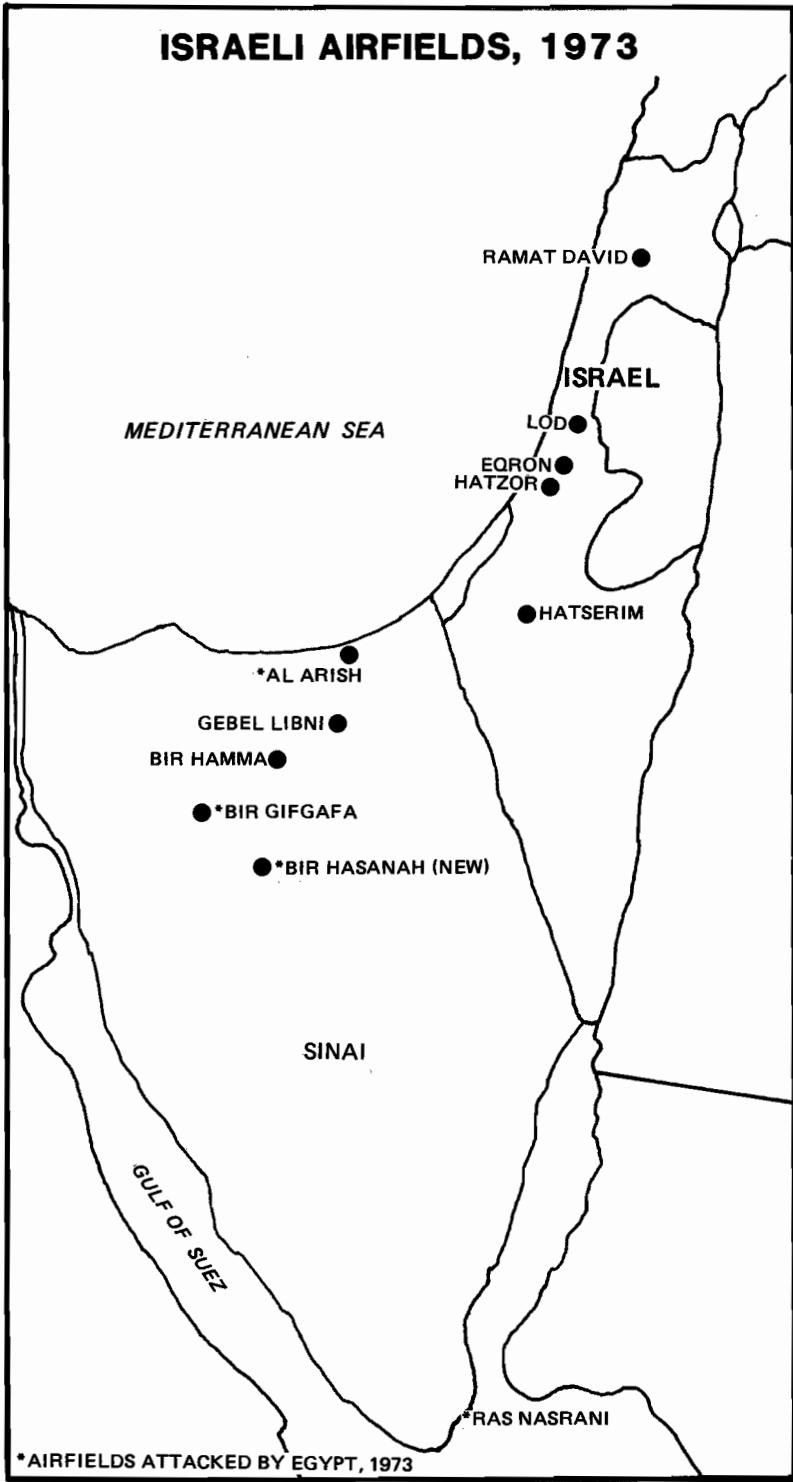 ISRAELI AIRFIELDS, 1973
RAMAT DAVID
ISRAEL
MEDITERRANEAN SEA
LOD
EQRON
HATZOR
HATSERIM
*AL ARISH
GEBEL LIBNI
BIR HAMMA
*BIR GIFGAFA
*BIR HASANAH (NEW)
SINAI
GULF OF SUEZ
*RAS NASRANI
*AIRFIELDS ATTACKED BY EGYPT, 1973